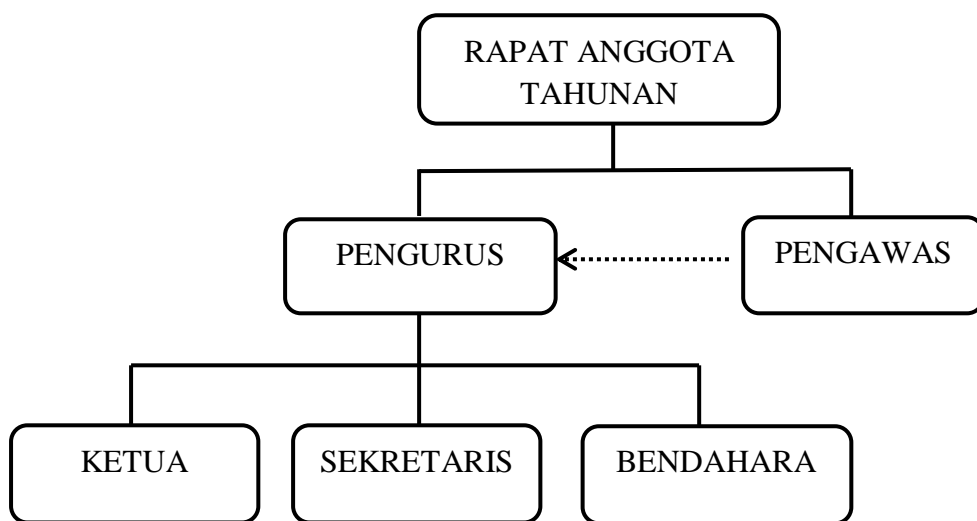 RAPAT ANGGOTA
TAHUNAN
PENGURUS
PENGAWAS
KETUA
SEKRETARIS
BENDAHARA